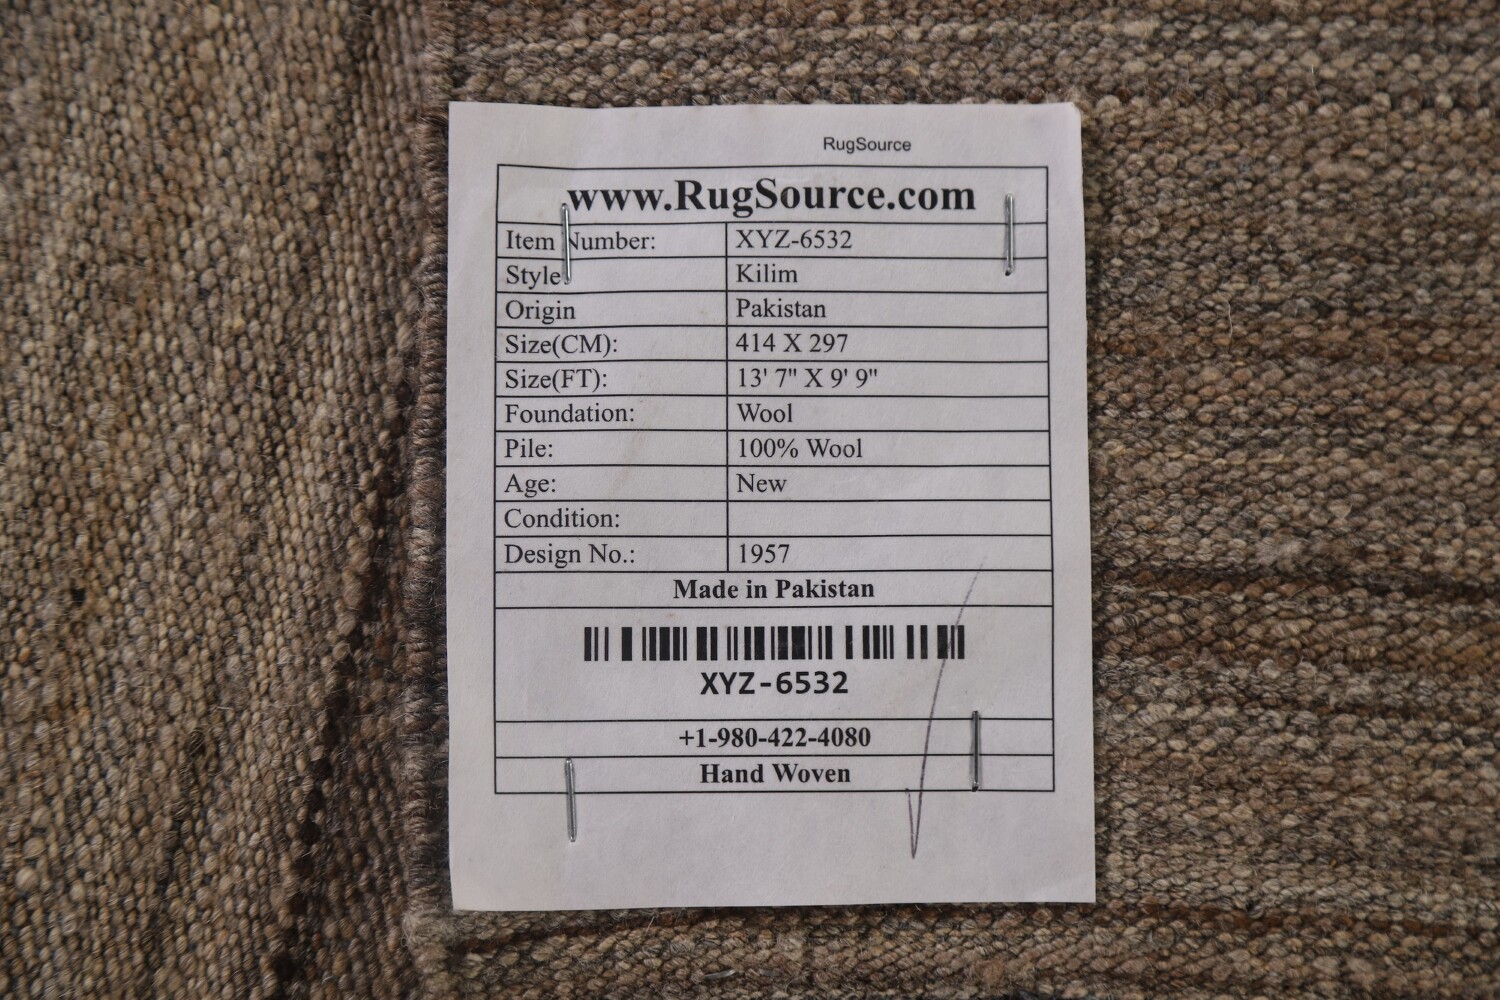 RugSource
www.RugSource.com
Item Number: XYZ-6532
Style: Kilim
Origin Pakistan
Size(CM): 414 X 297
Size(FT): 13' 7" X 9' 9"
Foundation: Wool
Pile: 100% Wool
Age: New
Condition:
Design No.: 1957
Made in Pakistan
XYZ-6532
+1-980-422-4080
Hand Woven